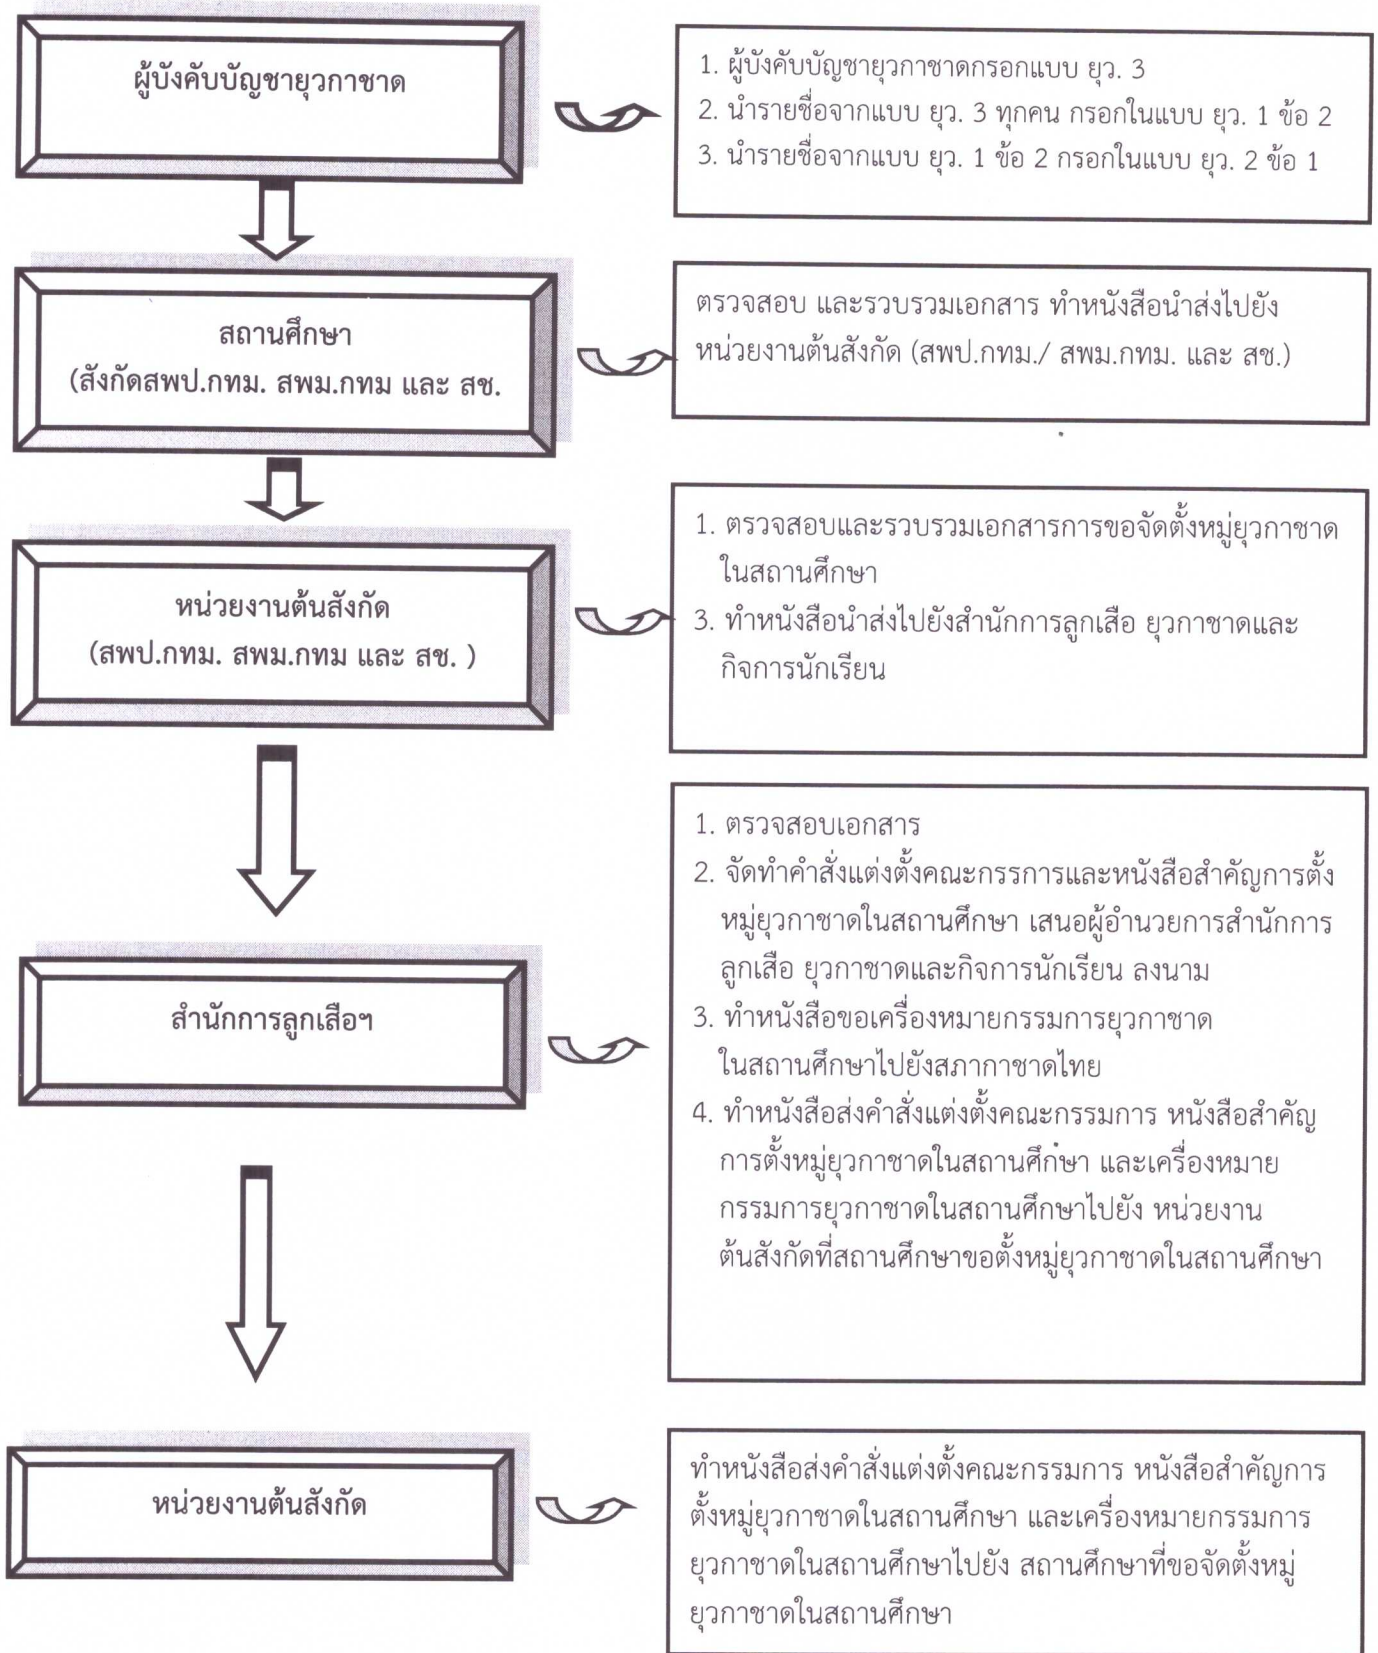 ผู้บังคับบัญชายุวกาชาด
1. ผู้บังคับบัญชายุวกาชาดกรอกแบบ ยุว. 3
2. นำรายชื่อจากแบบ ยุว. 3 ทุกคน กรอกในแบบ ยุว. 1 ข้อ 2
3. นำรายชื่อจากแบบ ยุว. 1 ข้อ 2 กรอกในแบบ ยุว. 2 ข้อ 1
สถานศึกษา
(สังกัดสพป.กทม. สพม.กทม และ สช.
ตรวจสอบ และรวบรวมเอกสาร ทำหนังสือนำส่งไปยัง
หน่วยงานต้นสังกัด (สพป.กทม./ สพม.กทม. และ สช.)
หน่วยงานต้นสังกัด
(สพป.กทม. สพม.กทม และ สช. )
1. ตรวจสอบและรวบรวมเอกสารการขอจัดตั้งหมู่ยุวกาชาด
ในสถานศึกษา
3. ทำหนังสือนำส่งไปยังสำนักการลูกเสือ ยุวกาชาดและ
กิจการนักเรียน
สำนักการลูกเสือฯ
1. ตรวจสอบเอกสาร
2. จัดทำคำสั่งแต่งตั้งคณะกรรการและหนังสือสำคัญการตั้ง
หมู่ยุวกาชาดในสถานศึกษา เสนอผู้อำนวยการสำนักการ
ลูกเสือ ยุวกาชาดและกิจการนักเรียน ลงนาม
3. ทำหนังสือขอเครื่องหมายกรรมการยุวกาชาด
ในสถานศึกษาไปยังสภากาชาดไทย
4. ทำหนังสือส่งคำสั่งแต่งตั้งคณะกรรมการ หนังสือสำคัญ
การตั้งหมู่ยุวกาชาดในสถานศึกษา และเครื่องหมาย
กรรมการยุวกาชาดในสถานศึกษาไปยัง หน่วยงาน
ต้นสังกัดที่สถานศึกษาขอตั้งหมู่ยุวกาชาดในสถานศึกษา
หน่วยงานต้นสังกัด
ทำหนังสือส่งคำสั่งแต่งตั้งคณะกรรมการ หนังสือสำคัญการ
ตั้งหมู่ยุวกาชาดในสถานศึกษา และเครื่องหมายกรรมการ
ยุวกาชาดในสถานศึกษาไปยัง สถานศึกษาที่ขอจัดตั้งหมู่
ยุวกาชาดในสถานศึกษา